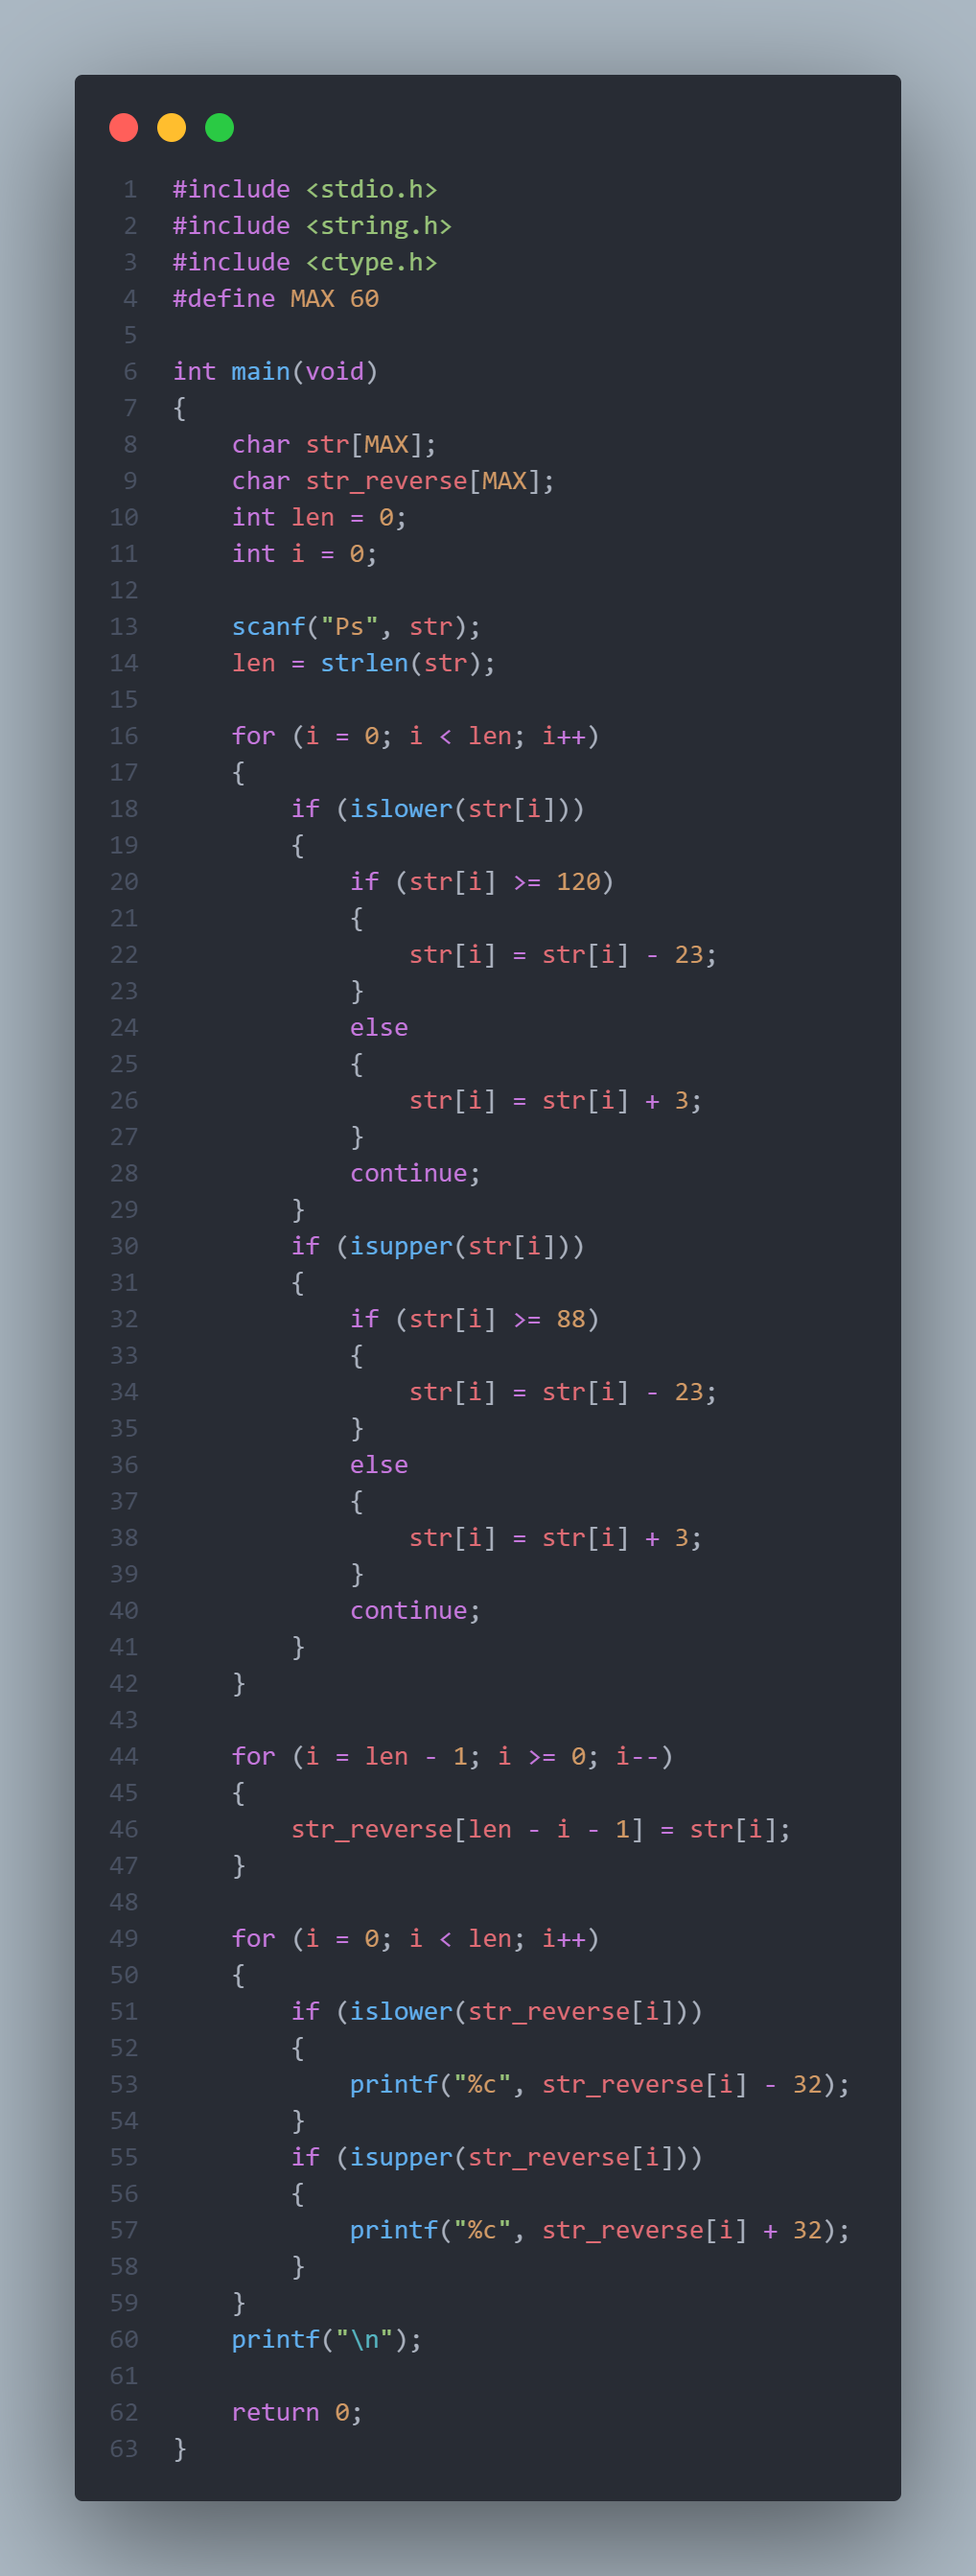 1 #include <stdio.h>
2 #include <string.h>
3 #include <ctype.h>
4 #define MAX 60
5
6 int main(void)
7 {
8     char str[MAX];
9     char str_reverse[MAX];
10     int len = 0;
11     int i = 0;
12
13     scanf("Ps", str);
14     len = strlen(str);
15
16     for (i = 0; i < len; i++)
17     {
18         if (islower(str[i]))
19         {
20             if (str[i] >= 120)
21             {
22                 str[i] = str[i] - 23;
23             }
24             else
25             {
26                 str[i] = str[i] + 3;
27             }
28             continue;
29         }
30         if (isupper(str[i]))
31         {
32             if (str[i] >= 88)
33             {
34                 str[i] = str[i] - 23;
35             }
36             else
37             {
38                 str[i] = str[i] + 3;
39             }
40             continue;
41         }
42     }
43
44     for (i = len - 1; i >= 0; i--)
45     {
46         str_reverse[len - i - 1] = str[i];
47     }
48
49     for (i = 0; i < len; i++)
50     {
51         if (islower(str_reverse[i]))
52         {
53             printf("%c", str_reverse[i] - 32);
54         }
55         if (isupper(str_reverse[i]))
56         {
57             printf("%c", str_reverse[i] + 32);
58         }
59     }
60     printf("\n");
61
62     return 0;
63 }